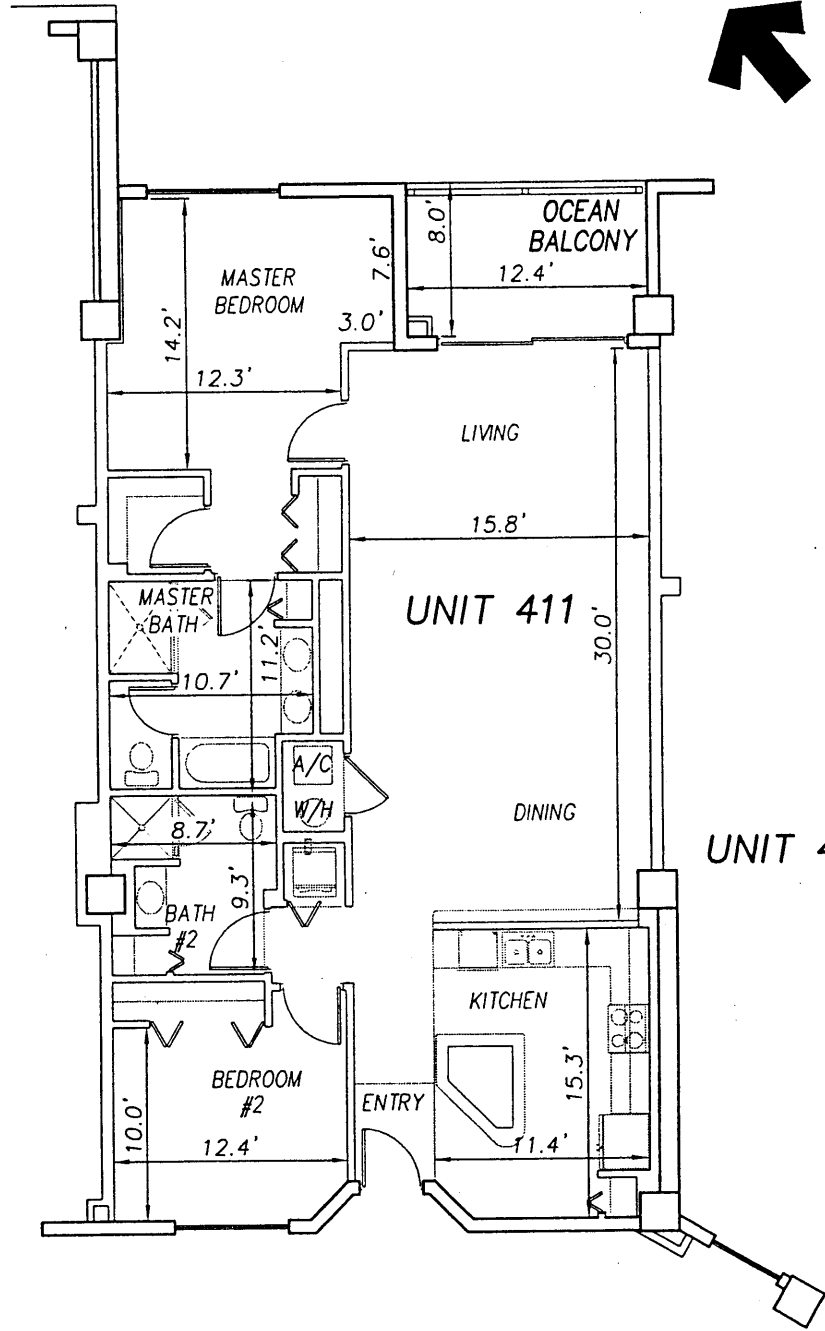 OCEAN
BALCONY
8.0'
12.4'
7.6'
3.0'
MASTER
BEDROOM
14.2'
12.3'
LIVING
15.8'
UNIT 411
30.0'
MASTER
BATH
11.2'
10.7'
A/C
W/H
DINING
UNIT 4
8.7'
9.3'
BATH
#2
KITCHEN
15.3'
11.4'
ENTRY
BEDROOM
#2
10.0'
12.4'